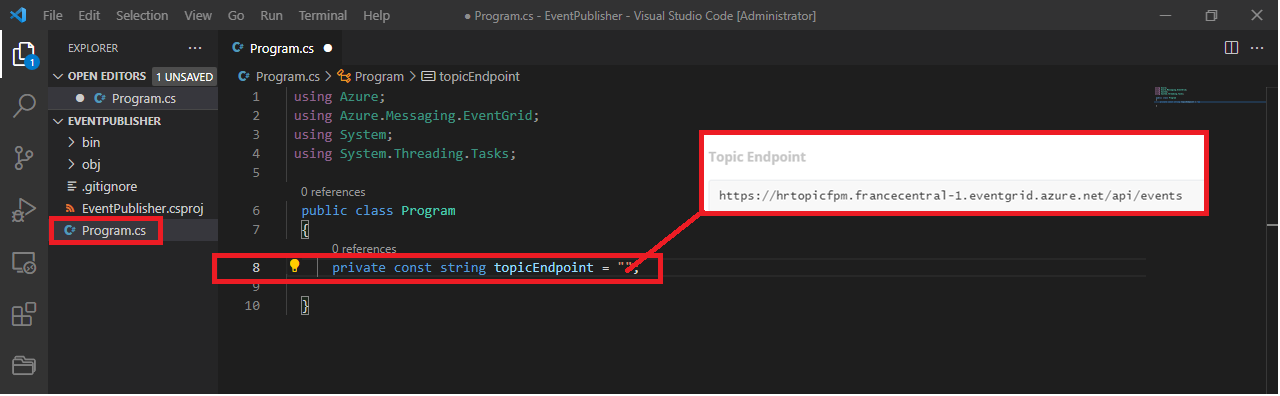 File Edit Selection View Go Run Terminal Help
● Program.cs - EventPublisher - Visual Studio Code [Administrator]
1
EXPLORER
OPEN EDITORS 1 UNSAVED
● C# Program.cs
EVENTPUBLISHER
bin
obj
.gitignore
EventPublisher.csproj
C# Program.cs
C# Program.cs ●
C# Program.cs > Program > topicEndpoint
1 using Azure;
2 using Azure.Messaging.EventGrid;
3 using System;
4 using System.Threading.Tasks;
5
0 references
6 public class Program
7 {
0 references
8 private const string topicEndpoint = "";
9
10 }
Topic Endpoint
https://hrtopicfpm.francecentral-1.eventgrid.azure.net/api/events